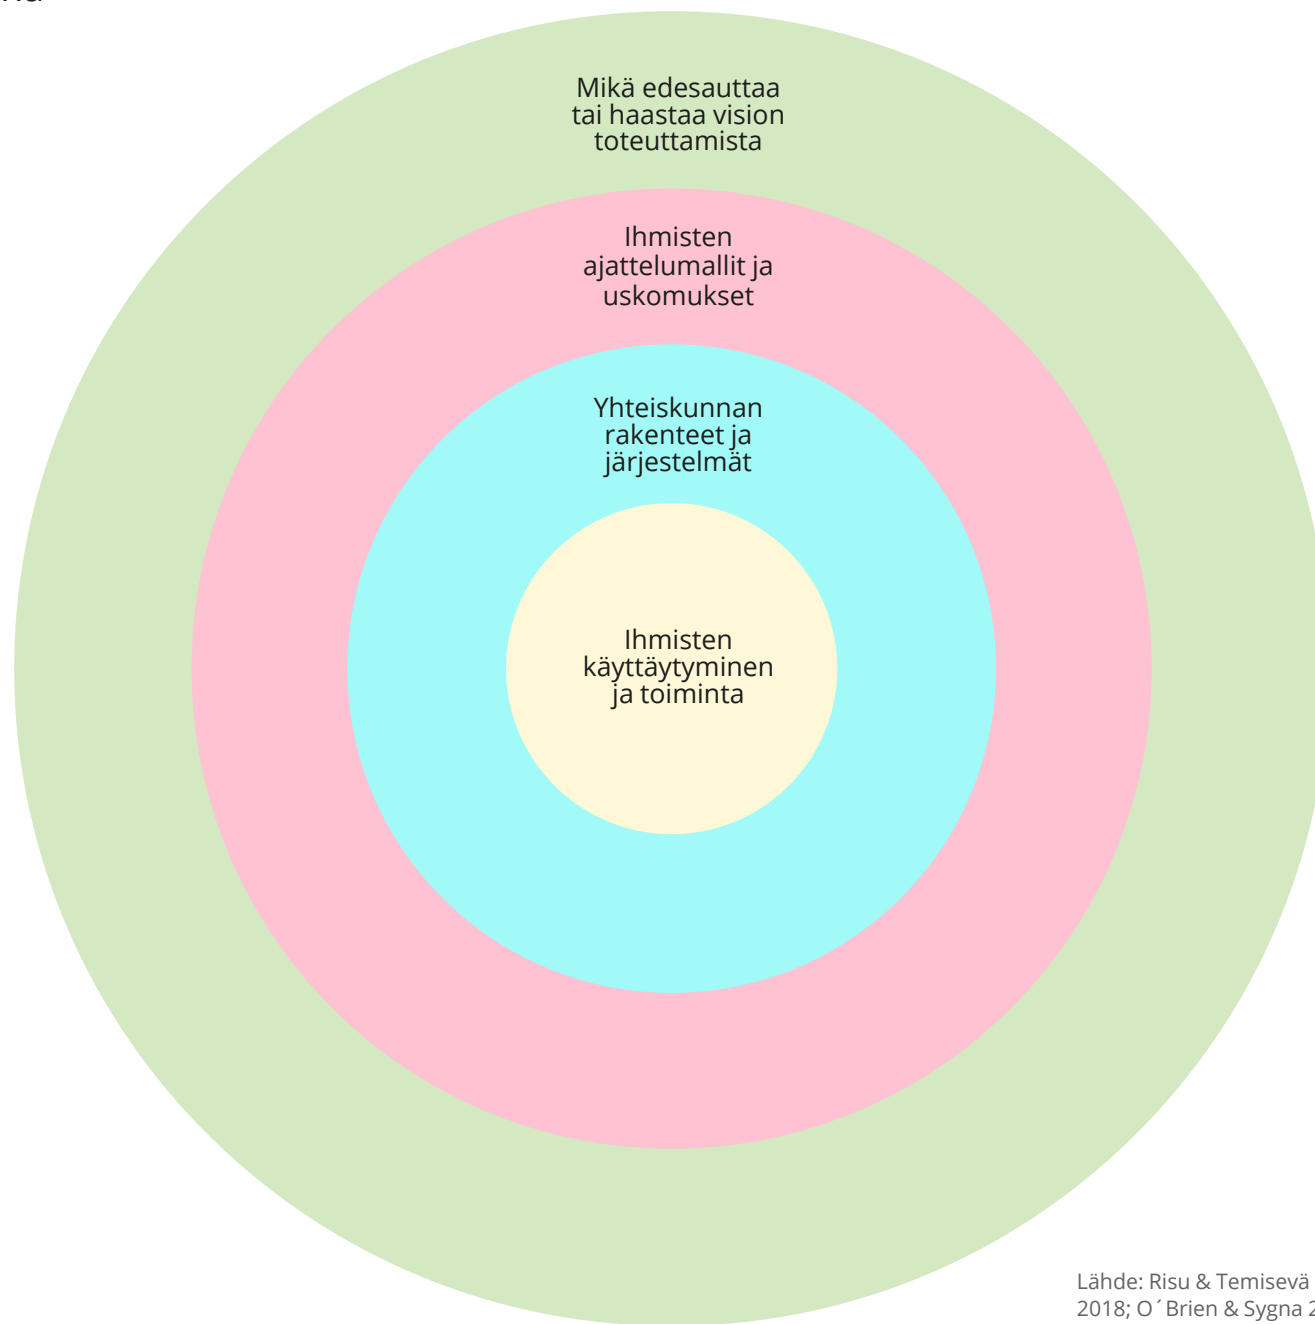 Mikä edesauttaa
tai haastaa vision
toteuttamista
Ihmisten
ajattelumallit ja
uskomukset
Yhteiskunnan
rakenteet ja
järjestelmät
Ihmisten
käyttäytyminen
ja toiminta
Lähde: Risu & Temisevä
2018; O´Brien & Sygna